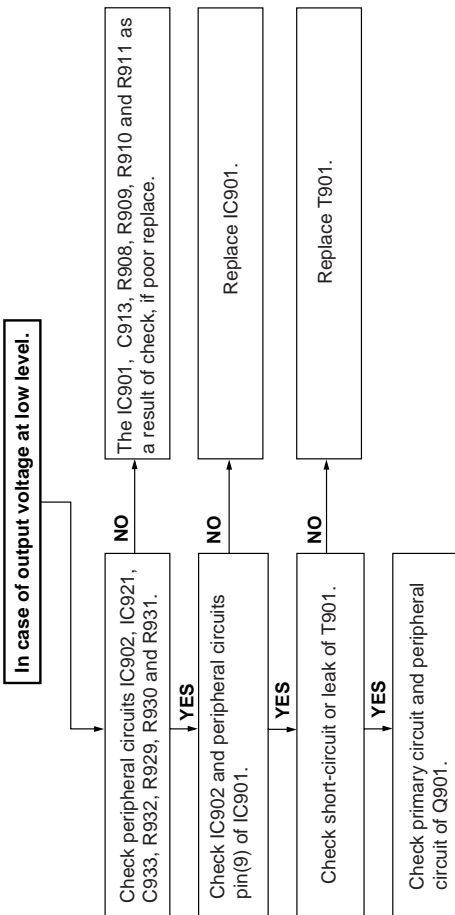 In case of output voltage at low level.
Check peripheral circuits IC902, IC921,
C933, R932, R929, R930 and R931.
NO
The IC901, C913, R908, R909, R910 and R911 as
a result of check, if poor replace.
YES
Check IC902 and peripheral circuits
pin(9) of IC901.
NO
Replace IC901.
YES
Check short-circuit or leak of T901.
NO
Replace T901.
YES
Check primary circuit and peripheral
circuit of Q901.